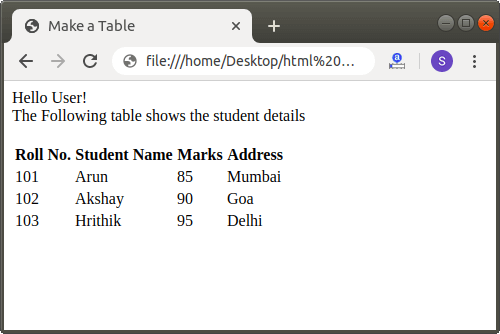 Make a Table
file:///home/Desktop/html%20...
a
S
Hello User!
The Following table shows the student details
Roll No. Student Name Marks Address
101 Arun 85 Mumbai
102 Akshay 90 Goa
103 Hrithik 95 Delhi